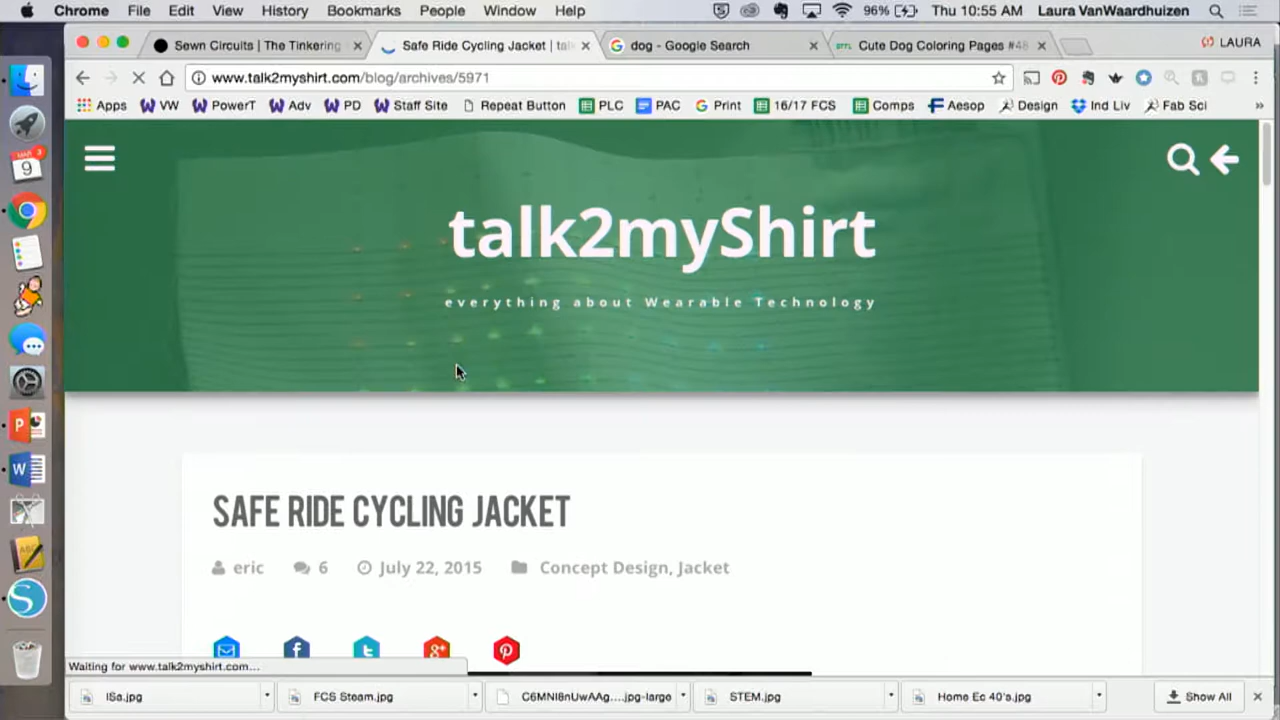 Chrome File Edit View History Bookmarks People Window Help 96% Thu 10:55 AM Laura VanWaardhuizen
Sewn Circuits | The Tinkering Safe Ride Cycling Jacket | talk dog - Google Search Cute Dog Coloring Pages #48 LAURA
www.talk2myshirt.com/blog/archives/5971
Apps VW PowerT Adv PD Staff Site Repeat Button PLC PAC Print 16/17 FCS Comps Aesop Design Ind Liv Fab Sci »
talk2myShirt
everything about Wearable Technology
SAFE RIDE CYCLING JACKET
eric 6 July 22, 2015 Concept Design, Jacket
Waiting for www.talk2myshirt.com...
ISa.jpg FCS Steam.jpg C6MNI8nUwAAg....jpg-large STEM.jpg Home Ec 40's.jpg Show All